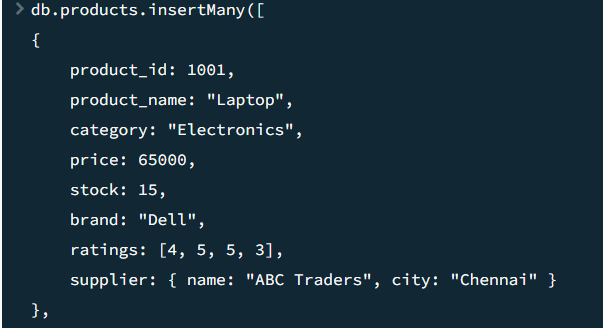 > db.products.insertMany([
{
    product_id: 1001,
    product_name: "Laptop",
    category: "Electronics",
    price: 65000,
    stock: 15,
    brand: "Dell",
    ratings: [4, 5, 5, 3],
    supplier: { name: "ABC Traders", city: "Chennai" }
},